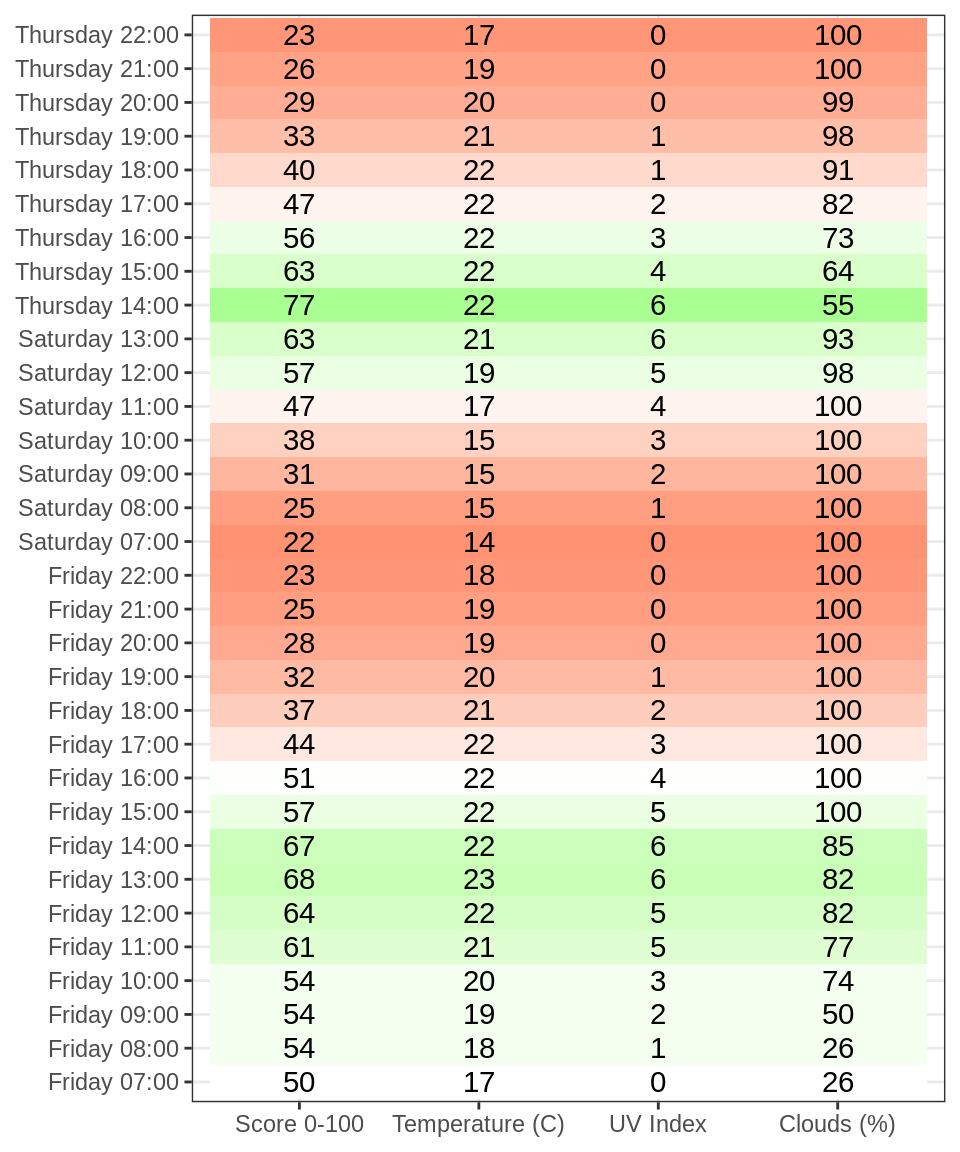 Thursday 22:00 23 17 0 100
Thursday 21:00 26 19 0 100
Thursday 20:00 29 20 0 99
Thursday 19:00 33 21 1 98
Thursday 18:00 40 22 1 91
Thursday 17:00 47 22 2 82
Thursday 16:00 56 22 3 73
Thursday 15:00 63 22 4 64
Thursday 14:00 77 22 6 55
Saturday 13:00 63 21 6 93
Saturday 12:00 57 19 5 98
Saturday 11:00 47 17 4 100
Saturday 10:00 38 15 3 100
Saturday 09:00 31 15 2 100
Saturday 08:00 25 15 1 100
Saturday 07:00 22 14 0 100
Friday 22:00 23 18 0 100
Friday 21:00 25 19 0 100
Friday 20:00 28 19 0 100
Friday 19:00 32 20 1 100
Friday 18:00 37 21 2 100
Friday 17:00 44 22 3 100
Friday 16:00 51 22 4 100
Friday 15:00 57 22 5 100
Friday 14:00 67 22 6 85
Friday 13:00 68 23 6 82
Friday 12:00 64 22 5 82
Friday 11:00 61 21 5 77
Friday 10:00 54 20 3 74
Friday 09:00 54 19 2 50
Friday 08:00 54 18 1 26
Friday 07:00 50 17 0 26
Score 0-100 Temperature (C) UV Index Clouds (%)